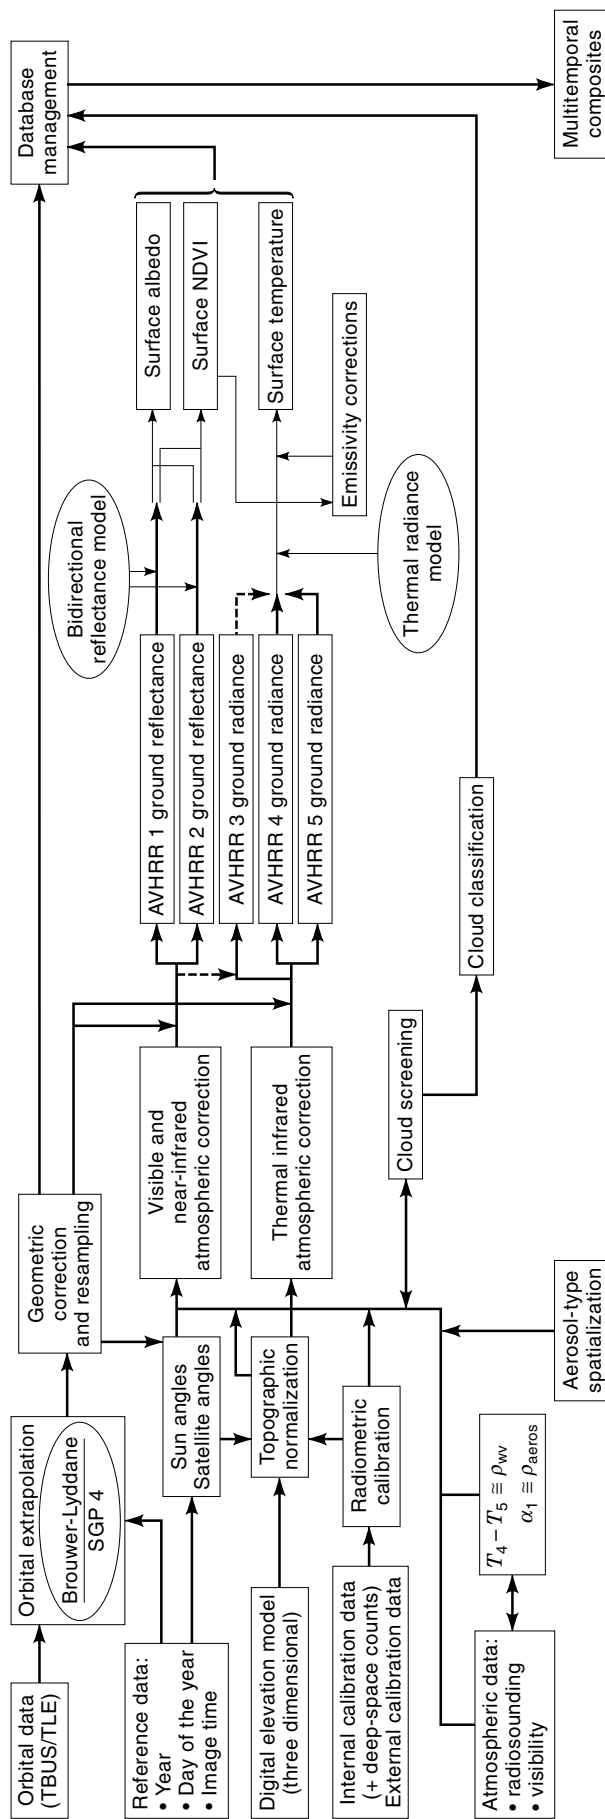 Orbital data
(TBUS/TLE)
Orbital extrapolation
Brouwer-Lyddane
SGP 4
Geometric
correction
and resampling
Database
management
Reference data:
• Year
• Day of the year
• Image time
Sun angles
Satellite angles
Visible and
near-infrared
atmospheric correction
AVHRR 1 ground reflectance
AVHRR 2 ground reflectance
Bidirectional
reflectance model
Surface albedo
Surface NDVI
Digital elevation model
(three dimensional)
Topographic
normalization
Thermal infrared
atmospheric correction
AVHRR 3 ground radiance
AVHRR 4 ground radiance
AVHRR 5 ground radiance
Surface temperature
Emissivity corrections
Thermal radiance
model
Internal calibration data
(+ deep-space counts)
External calibration data
Radiometric
calibration
Cloud screening
Cloud classification
Atmospheric data:
• radiosounding
• visibility
T4 – T5 ≅ ρwv
α1 ≅ ρaeros
Aerosol-type
spatialization
Multitemporal
composites